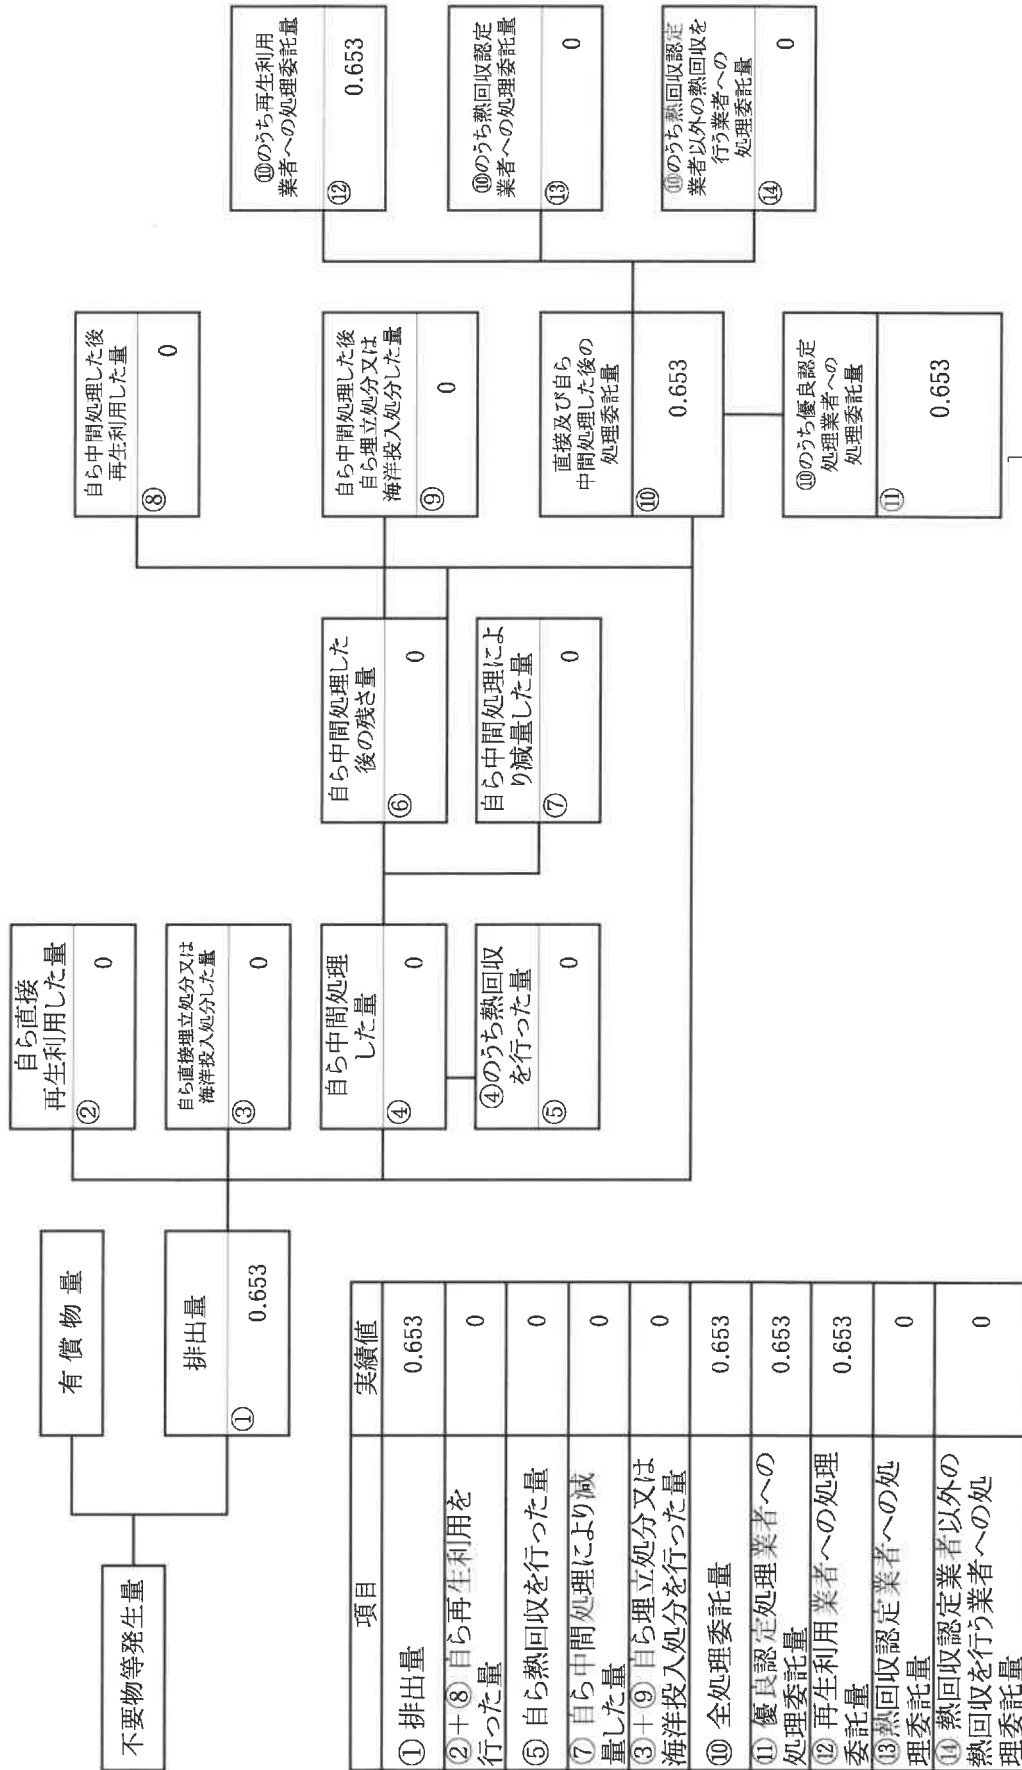 不要物等発生量
有償物量
排出量
①
0.653
自ら直接
再生利用した量
②
0
自ら直接埋立処分又は
海洋投入処分した量
③
0
自ら中間処理
した量
④
0
④のうち熱回収
を行った量
⑤
0
自ら中間処理した
後の残さ量
⑥
0
自ら中間処理によ
り減量した量
⑦
0
自ら中間処理した後
再生利用した量
⑧
0
自ら中間処理した後
自ら埋立処分又は
海洋投入処分した量
⑨
0
直接及び自ら
中間処理した後の
処理委託量
⑩
0.653
⑩のうち優良認定
処理業者への
処理委託量
⑪
0.653
⑩のうち再生利用
業者への処理委託量
⑫
0.653
⑩のうち熱回収認定
業者への処理委託量
⑬
0
⑩のうち熱回収認定
業者以外の熱回収を
行う業者への
処理委託量
⑭
0
項目 実績値
① 排出量 0.653
②＋⑧ 自ら再生利用を
行った量 0
⑤ 自ら熱回収を行った量 0
⑦ 自ら中間処理により減
量した量 0
③＋⑨ 自ら埋立処分又は
海洋投入処分を行った量 0
⑩ 全処理委託量 0.653
⑪ 優良認定処理業者への
処理委託量 0.653
⑫ 再生利用業者への処理
委託量 0.653
⑬熱回収認定業者への処
理委託量 0
⑭ 熱回収認定業者以外の
熱回収を行う業者への処
理委託量 0